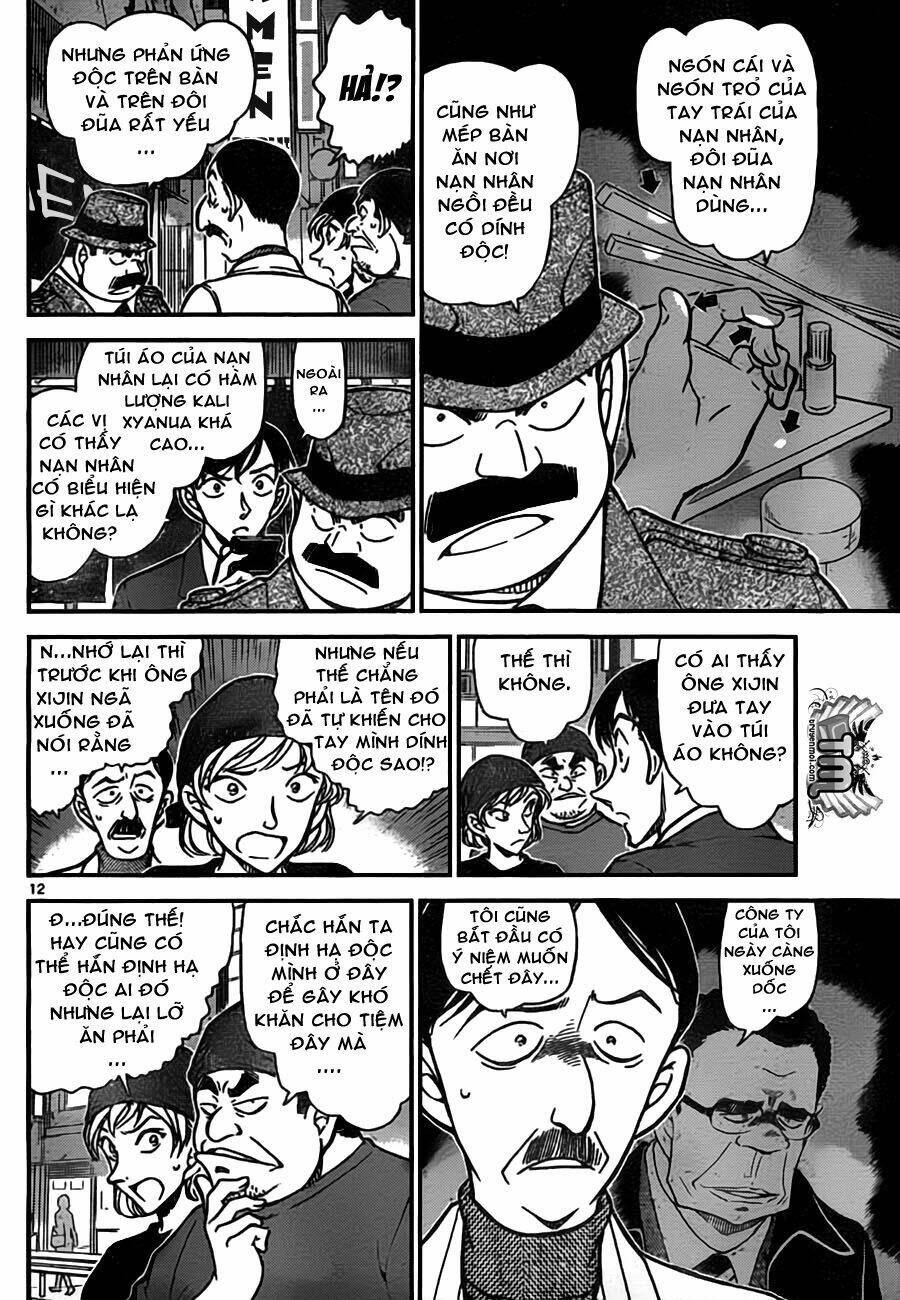 NGÓN CÁI VÀ
NGÓN TRỎ CỦA
TAY TRÁI CỦA
NẠN NHÂN,
ĐÔI ĐŨA
NẠN NHÂN
DÙNG...
CŨNG NHƯ
MÉP BÀN
ĂN NƠI
NẠN NHÂN
NGỒI ĐỀU
CÓ DÍNH
ĐỘC!
HẢ!?
NHƯNG PHẢN ỨNG
ĐỘC TRÊN BÀN
VÀ TRÊN ĐÔI
ĐŨA RẤT YẾU
...
MEN
NGOÀI
RA
...
TÚI ÁO CỦA NẠN
NHÂN LẠI CÓ HÀM
LƯỢNG KALI
XYANUA KHÁ
CAO...
CÁC VỊ
CÓ THẤY
NẠN NHÂN
CÓ BIỂU HIỆN
GÌ KHÁC LẠ
KHÔNG?
CÓ AI THẤY
ÔNG XIJIN
ĐƯA TAY
VÀO TÚI
ÁO KHÔNG?
THẾ THÌ
KHÔNG.
NHƯNG NẾU
THẾ CHẲNG
PHẢI LÀ TÊN ĐÓ
ĐÃ TỰ KHIẾN CHO
TAY MÌNH DÍNH
ĐỘC SAO!?
N...NHỚ LẠI THÌ
TRƯỚC KHI ÔNG
XIJIN NGÃ
XUỐNG ĐÃ
NÓI RẰNG
...
TM
truyenmoi.com
12
CÔNG TY
CỦA TÔI
NGÀY CÀNG
XUỐNG
DỐC
...
TÔI CŨNG
BẮT ĐẦU CÓ
Ý NIỆM MUỐN
CHẾT ĐÂY...
CHẮC HẲN TA
ĐỊNH HẠ ĐỘC
MÌNH Ở ĐÂY
ĐỂ GÂY KHÓ
KHĂN CHO TIỆM
ĐÂY MÀ
....
Đ...ĐÚNG THẾ!
HAY CŨNG CÓ
THỂ HẮN ĐỊNH HẠ
ĐỘC AI ĐÓ
NHƯNG LẠI LỠ
ĂN PHẢI
...